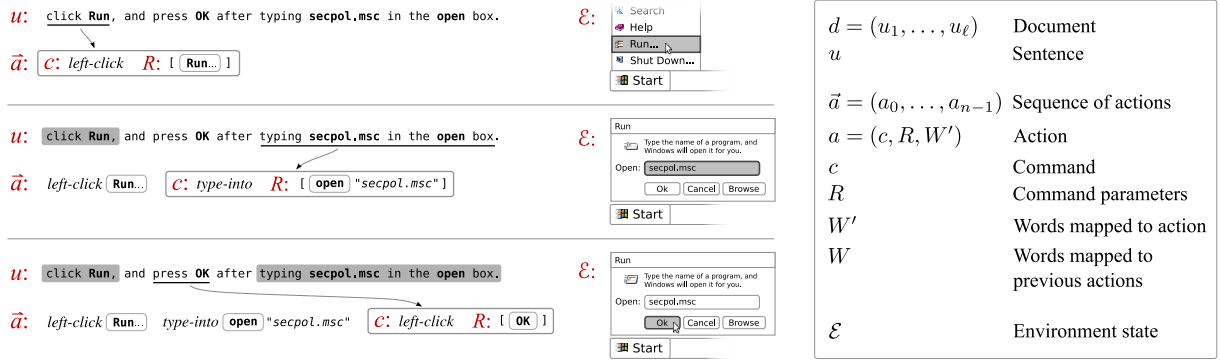 u: click Run, and press OK after typing secpol.msc in the open box.
a⃗: c: left-click R: [ Run... ]
ℰ:
Search
Help
Run...
Shut Down...
Start
u: click Run, and press OK after typing secpol.msc in the open box.
a⃗: left-click Run... c: type-into R: [ open "secpol.msc" ]
ℰ:
Run
Type the name of a program, and
Windows will open it for you.
Open: secpol.msc
Ok Cancel Browse
Start
u: click Run, and press OK after typing secpol.msc in the open box.
a⃗: left-click Run... type-into open "secpol.msc" c: left-click R: [ OK ]
ℰ:
Run
Type the name of a program, and
Windows will open it for you.
Open: secpol.msc
Ok Cancel Browse
Start
d = (u₁, . . . , uℓ) Document
u Sentence
a⃗ = (a₀, . . . , aₙ₋₁) Sequence of actions
a = (c, R, W′) Action
c Command
R Command parameters
W′ Words mapped to action
W Words mapped to
previous actions
ℰ Environment state